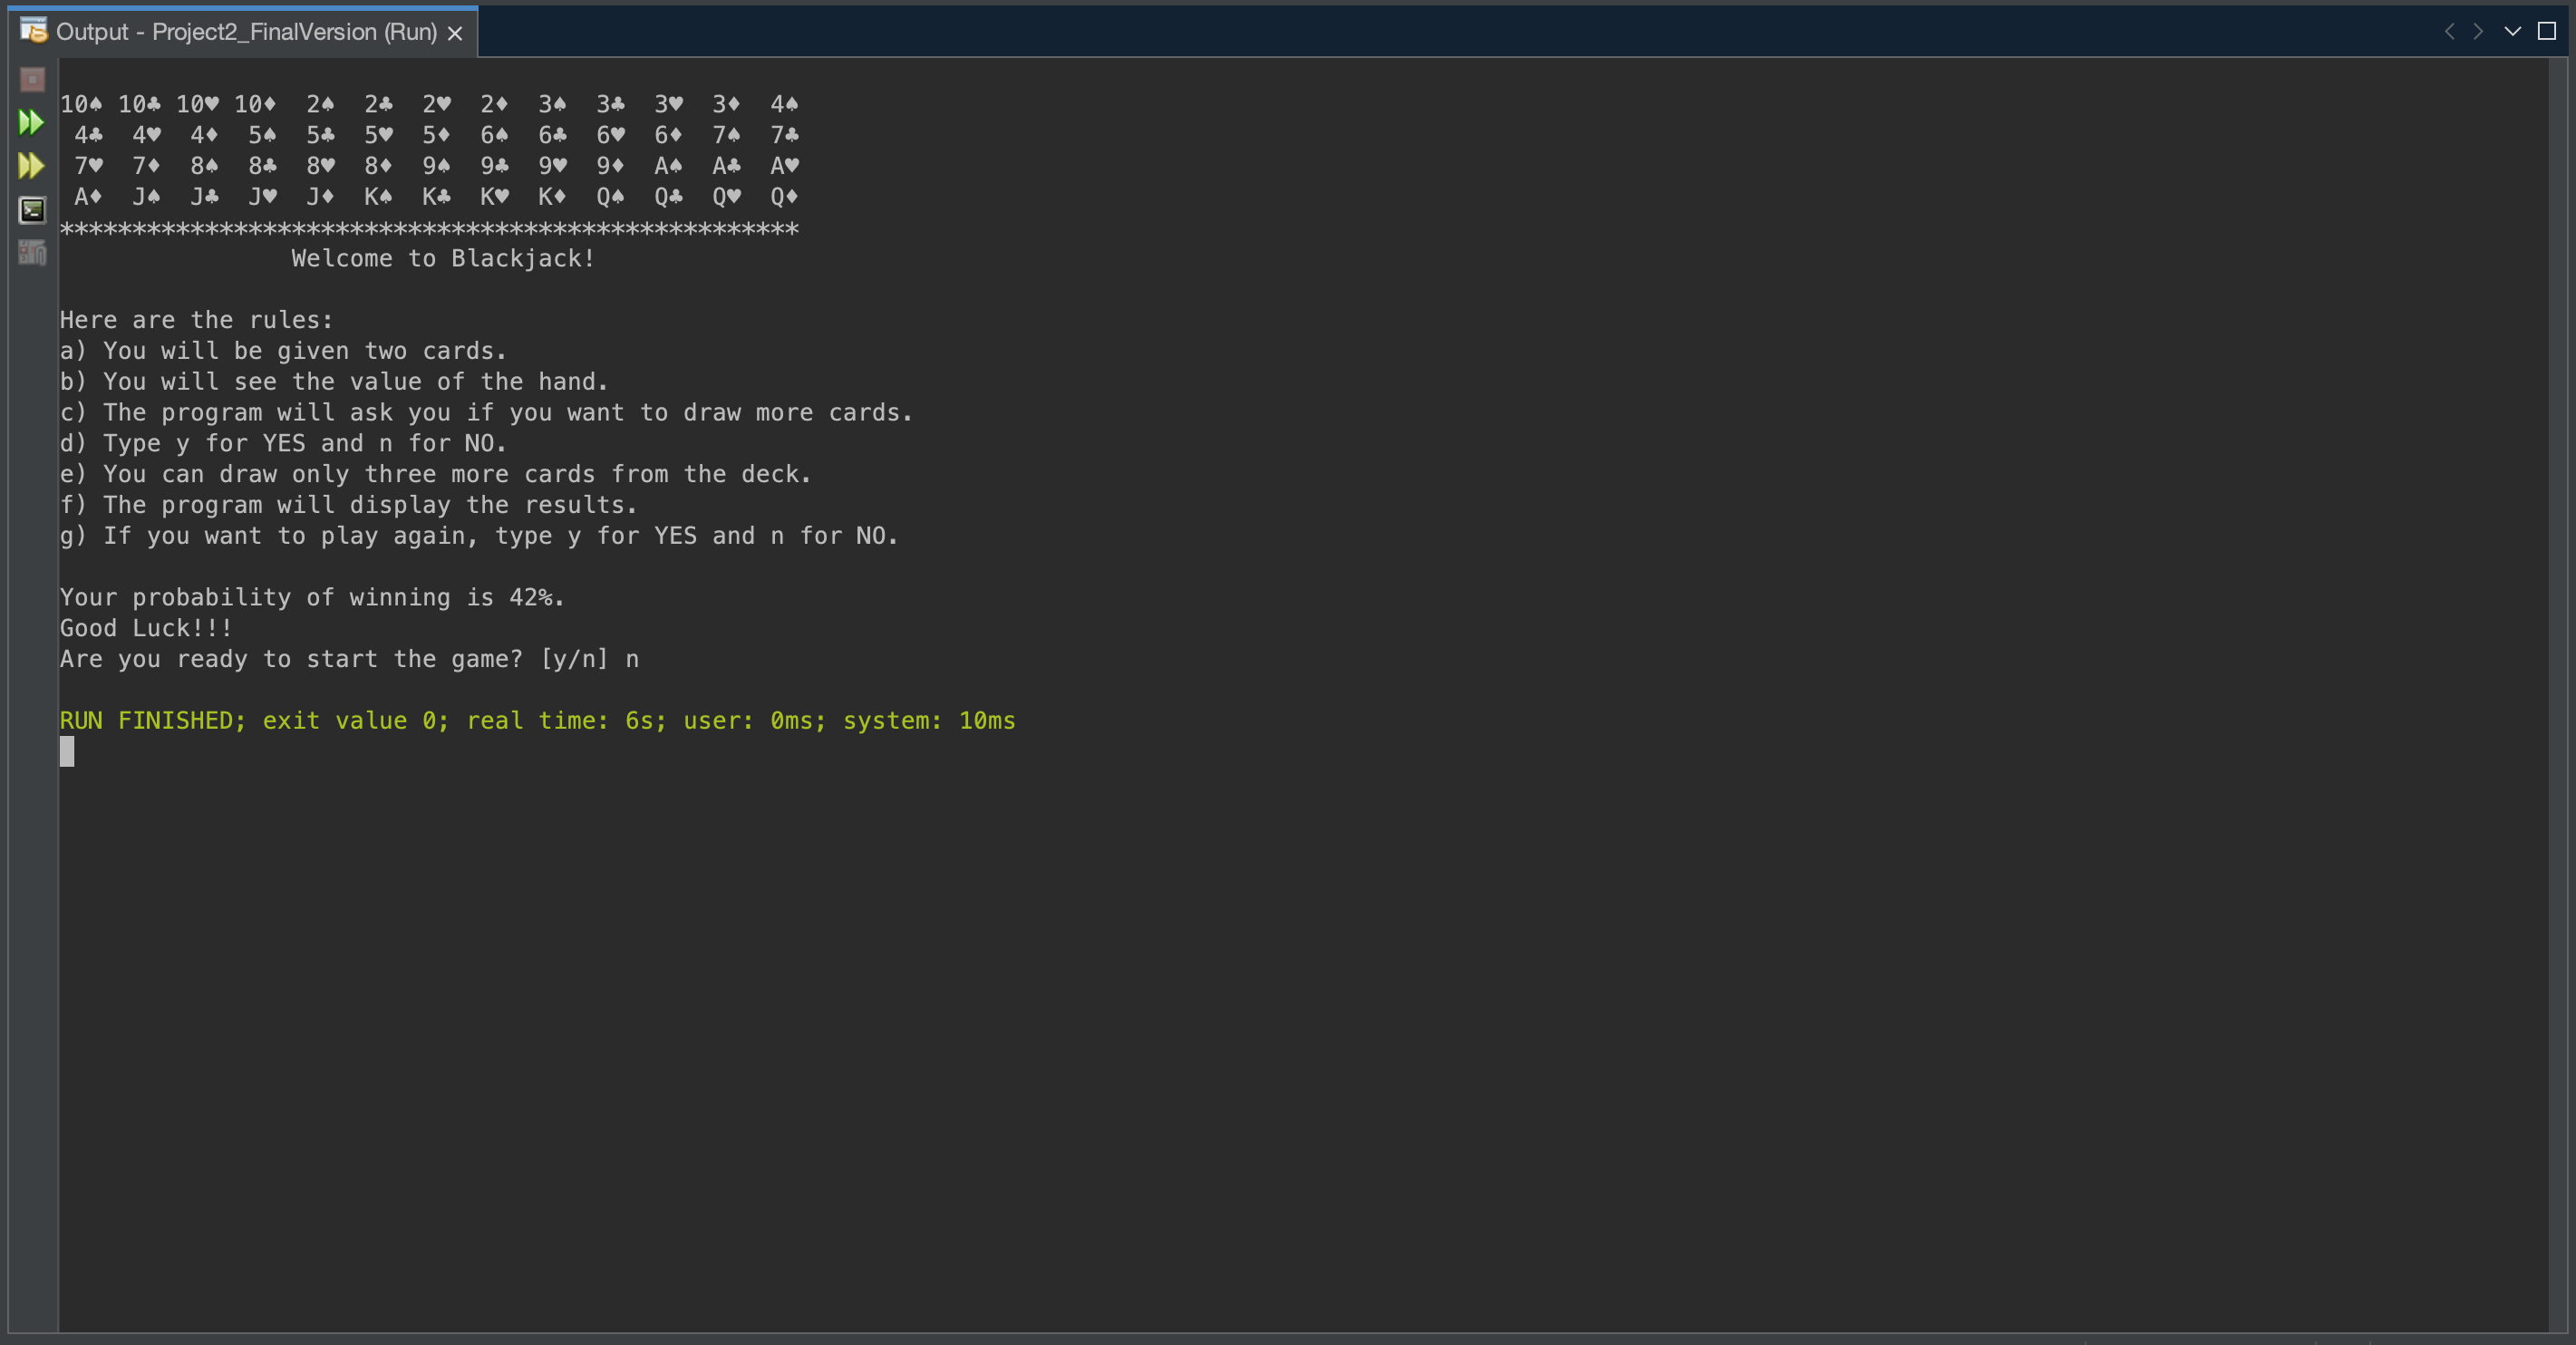 Output - Project2_FinalVersion (Run)
10♠ 10♣ 10♥ 10♦  2♠  2♣  2♥  2♦  3♠  3♣  3♥  3♦  4♠
 4♣  4♥  4♦  5♠  5♣  5♥  5♦  6♠  6♣  6♥  6♦  7♠  7♣
 7♥  7♦  8♠  8♣  8♥  8♦  9♠  9♣  9♥  9♦  A♠  A♣  A♥
 A♦  J♠  J♣  J♥  J♦  K♠  K♣  K♥  K♦  Q♠  Q♣  Q♥  Q♦
***************************************************
Welcome to Blackjack!
Here are the rules:
a) You will be given two cards.
b) You will see the value of the hand.
c) The program will ask you if you want to draw more cards.
d) Type y for YES and n for NO.
e) You can draw only three more cards from the deck.
f) The program will display the results.
g) If you want to play again, type y for YES and n for NO.
Your probability of winning is 42%.
Good Luck!!!
Are you ready to start the game? [y/n] n
RUN FINISHED; exit value 0; real time: 6s; user: 0ms; system: 10ms